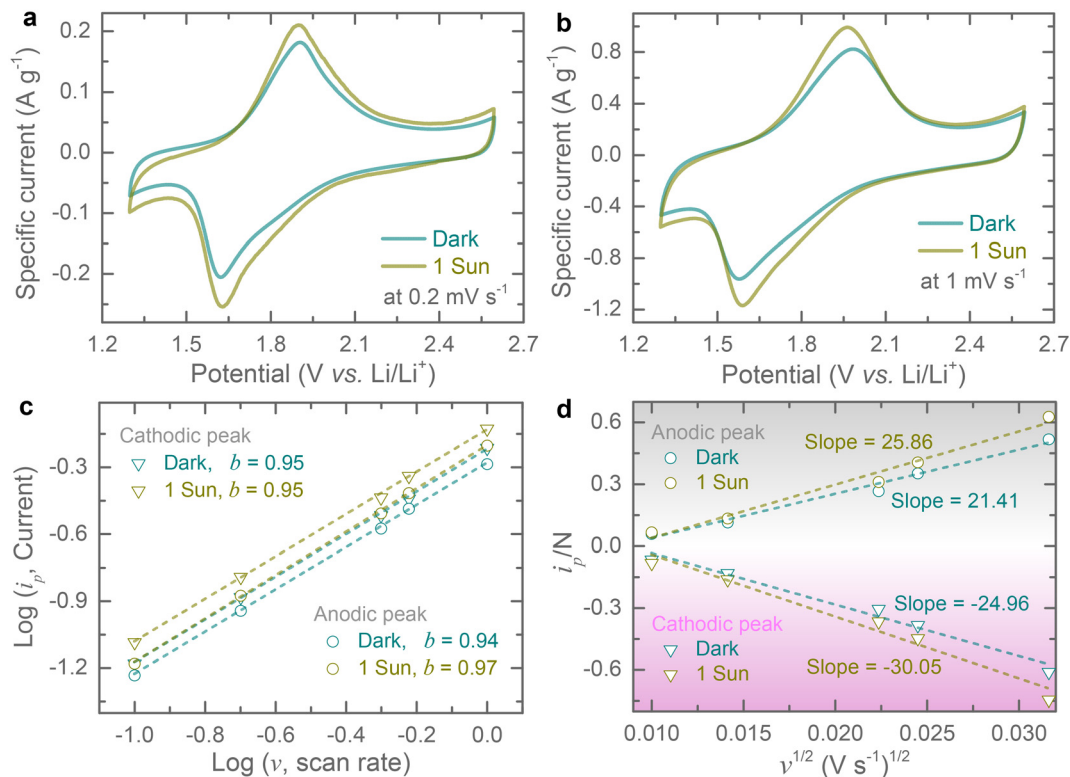 a
Specific current (A g⁻¹)
0.2
0.1
0.0
-0.1
-0.2
Dark
1 Sun
at 0.2 mV s⁻¹
1.2 1.5 1.8 2.1 2.4 2.7
Potential (V vs. Li/Li⁺)
b
Specific current (A g⁻¹)
0.8
0.4
0.0
-0.4
-0.8
-1.2
Dark
1 Sun
at 1 mV s⁻¹
1.2 1.5 1.8 2.1 2.4 2.7
Potential (V vs. Li/Li⁺)
c
Log (iₚ, Current)
-0.3
-0.6
-0.9
-1.2
Cathodic peak
Dark, b = 0.95
1 Sun, b = 0.95
Anodic peak
Dark, b = 0.94
1 Sun, b = 0.97
-1.0 -0.8 -0.6 -0.4 -0.2 0.0
Log (v, scan rate)
d
iₚ/N
0.6
0.3
0.0
-0.3
-0.6
Anodic peak
Dark
1 Sun
Slope = 25.86
Slope = 21.41
Slope = -24.96
Cathodic peak
Dark
1 Sun
Slope = -30.05
0.010 0.015 0.020 0.025 0.030
v¹/² (V s⁻¹)¹/²